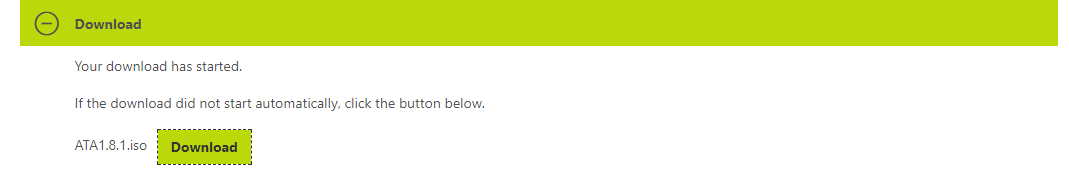 Download
Your download has started.
If the download did not start automatically, click the button below.
ATA1.8.1.iso Download